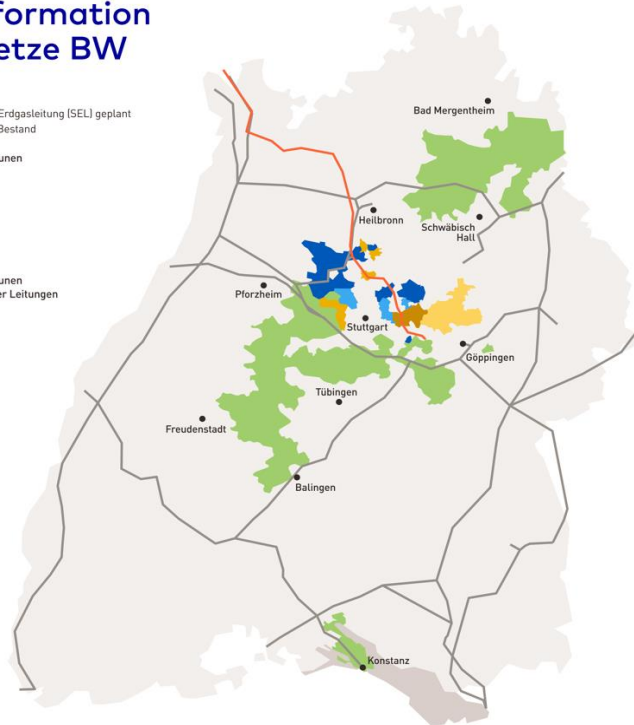 formation
etze BW
Erdgasleitung (SEL) geplant
Bestand
unen
unen
er Leitungen
Bad Mergentheim
Heilbronn
Schwäbisch
Hall
Pforzheim
Stuttgart
Göppingen
Tübingen
Freudenstadt
Balingen
Konstanz